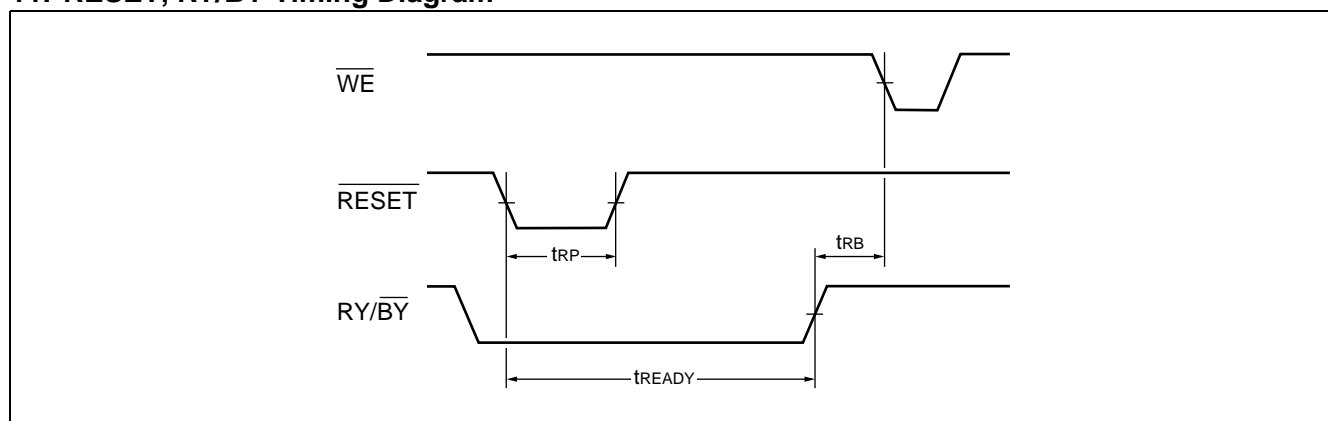 RESET, RY/BY Timing Diagram
WE
RESET
tRP
tRB
RY/BY
tREADY